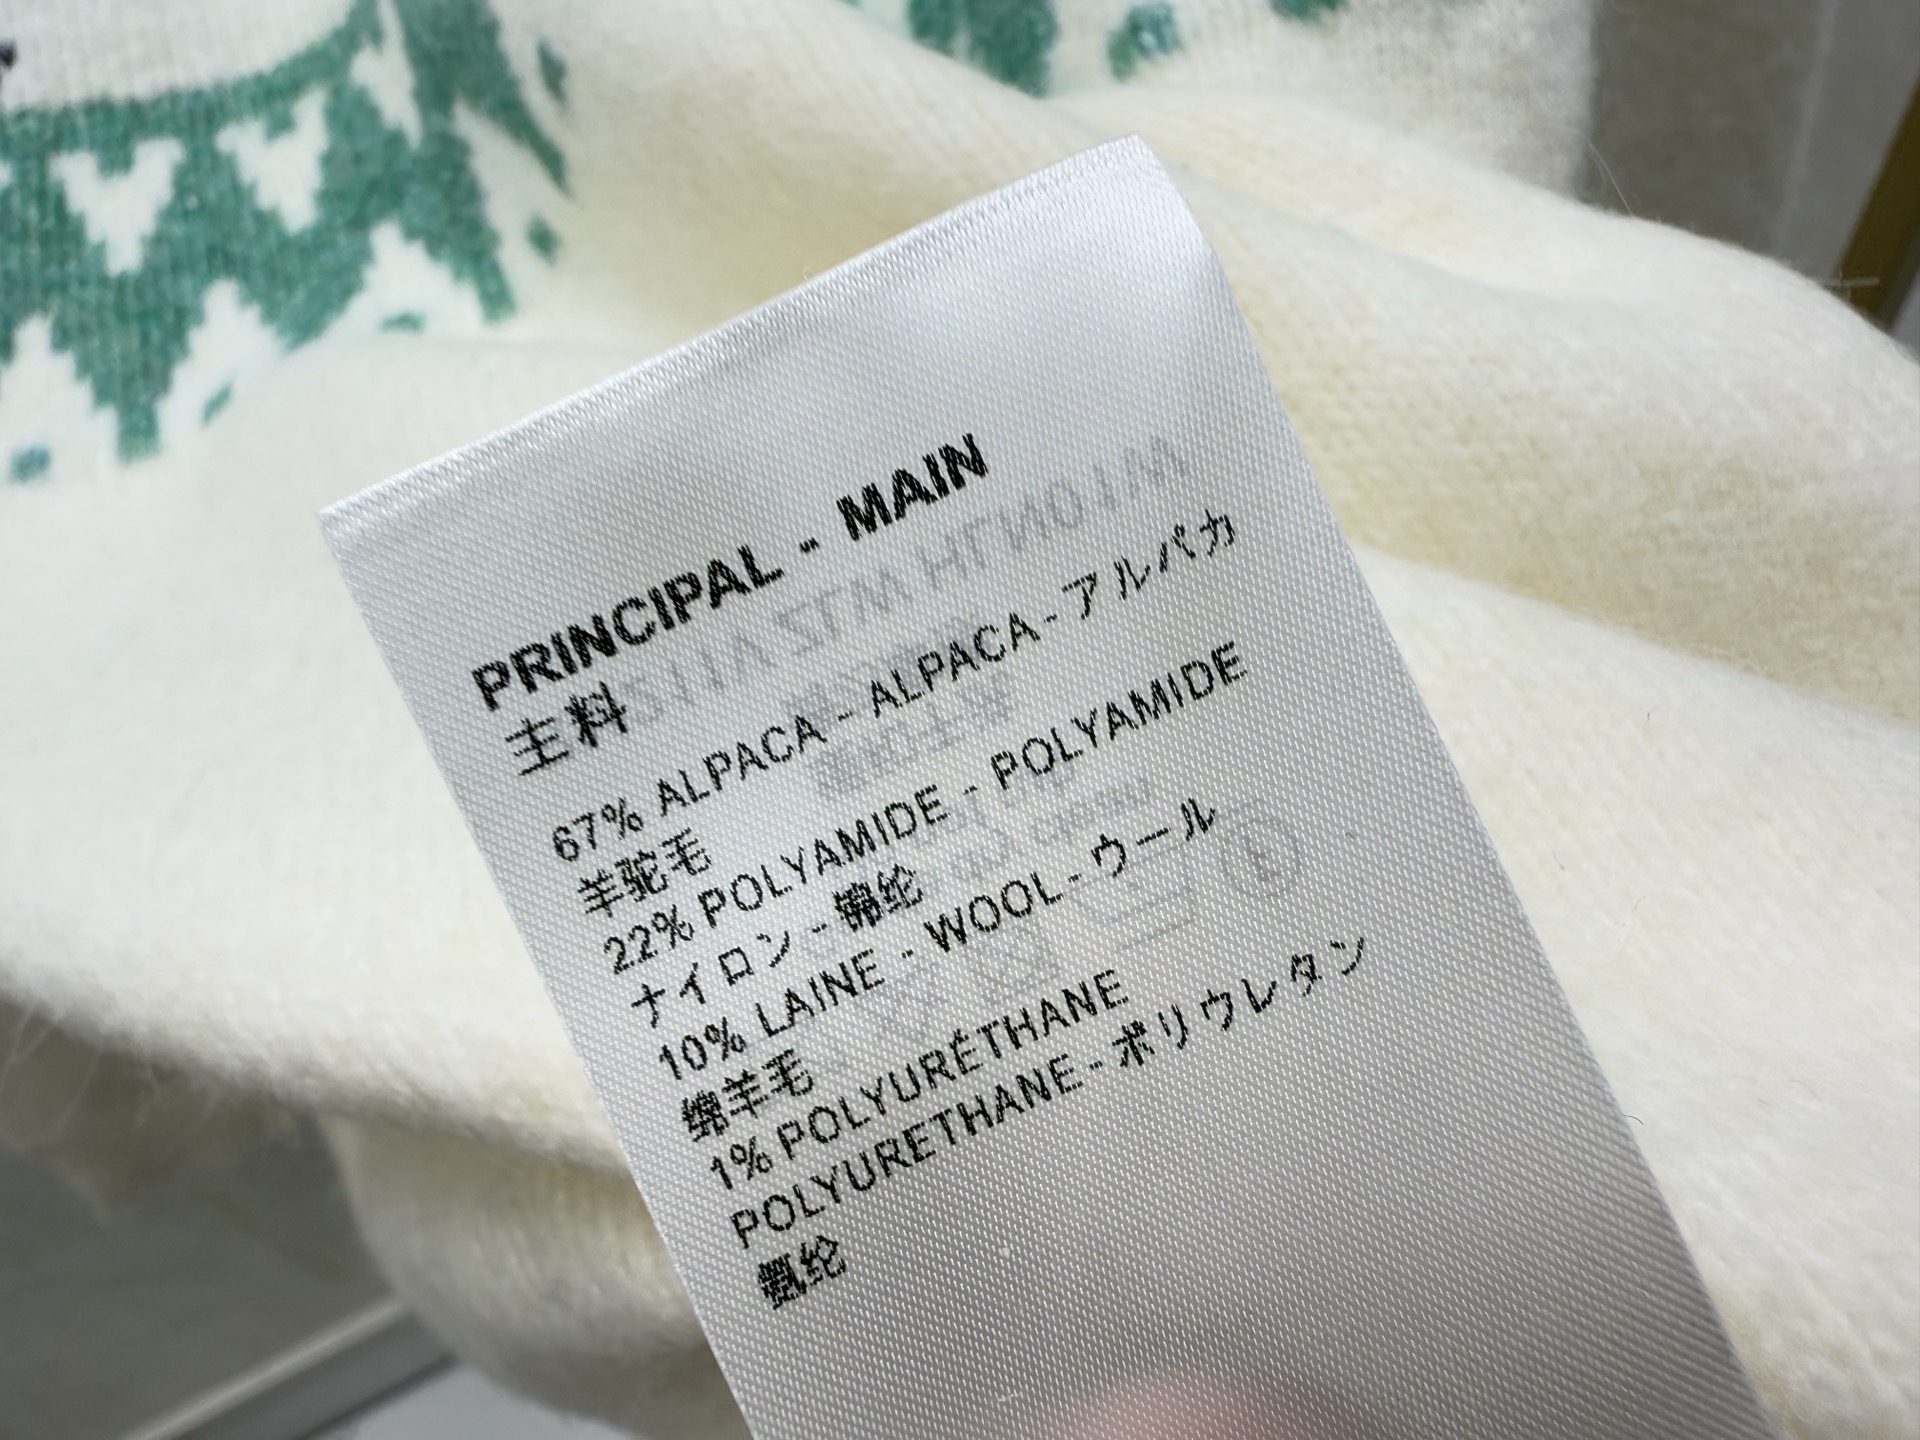 PRINCIPAL - MAIN
主料
67% ALPACA - ALPACA - アルパカ
羊驼毛
22% POLYAMIDE - POLYAMIDE
ナイロン - 锦纶
10% LAINE - WOOL - ウール
绵羊毛
1% POLYURÉTHANE
POLYURETHANE - ポリウレタン
氨纶